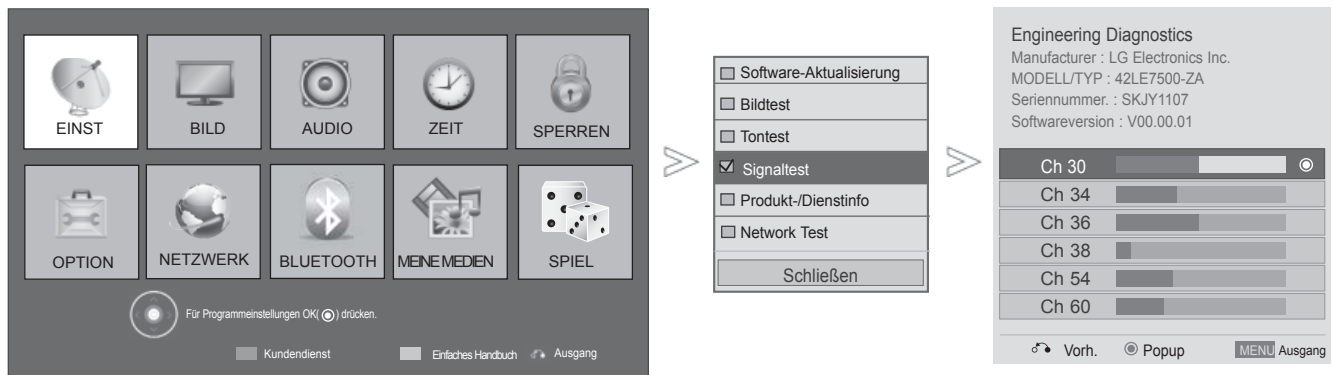 EINST BILD AUDIO ZEIT SPERREN
OPTION NETZWERK BLUETOOTH MEINE MEDIEN SPIEL
Für Programmeinstellungen OK(◉) drücken.
Kundendienst Einfaches Handbuch Ausgang
Software-Aktualisierung
Bildtest
Tontest
Signaltest
Produkt-/Dienstinfo
Network Test
Schließen
Engineering Diagnostics
Manufacturer : LG Electronics Inc.
MODELL/TYP : 42LE7500-ZA
Seriennummer. : SKJY1107
Softwareversion : V00.00.01
Ch 30
Ch 34
Ch 36
Ch 38
Ch 54
Ch 60
Vorh. Popup MENU Ausgang